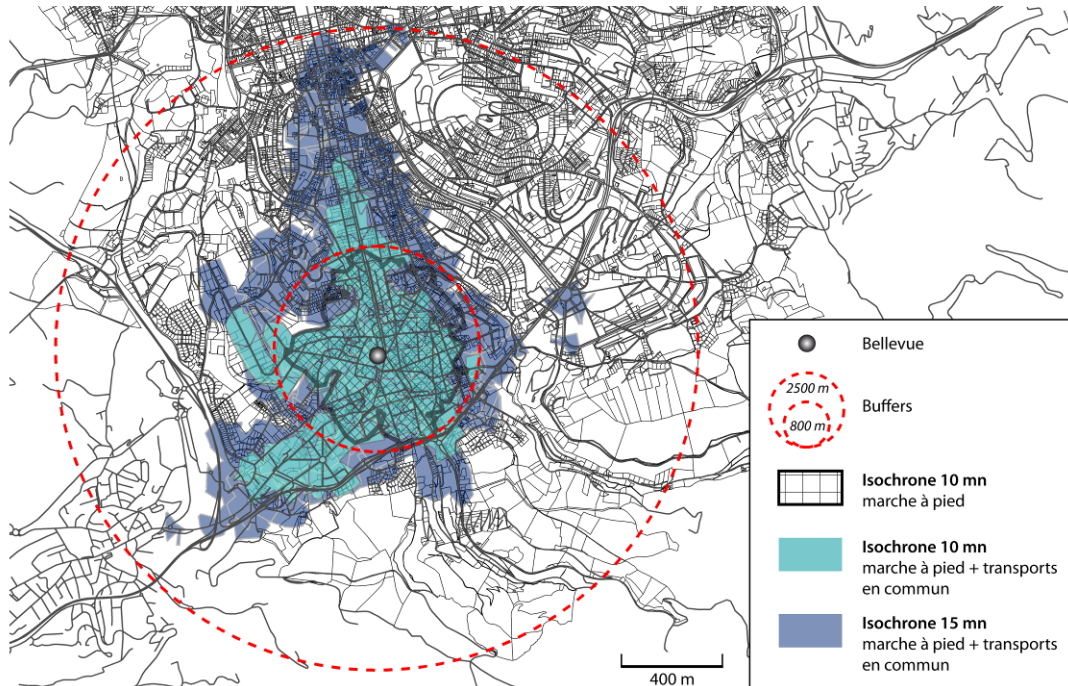 Bellevue
2500 m
Buffers
800 m
Isochrone 10 mn
marche à pied
Isochrone 10 mn
marche à pied + transports
en commun
Isochrone 15 mn
marche à pied + transports
en commun
400 m